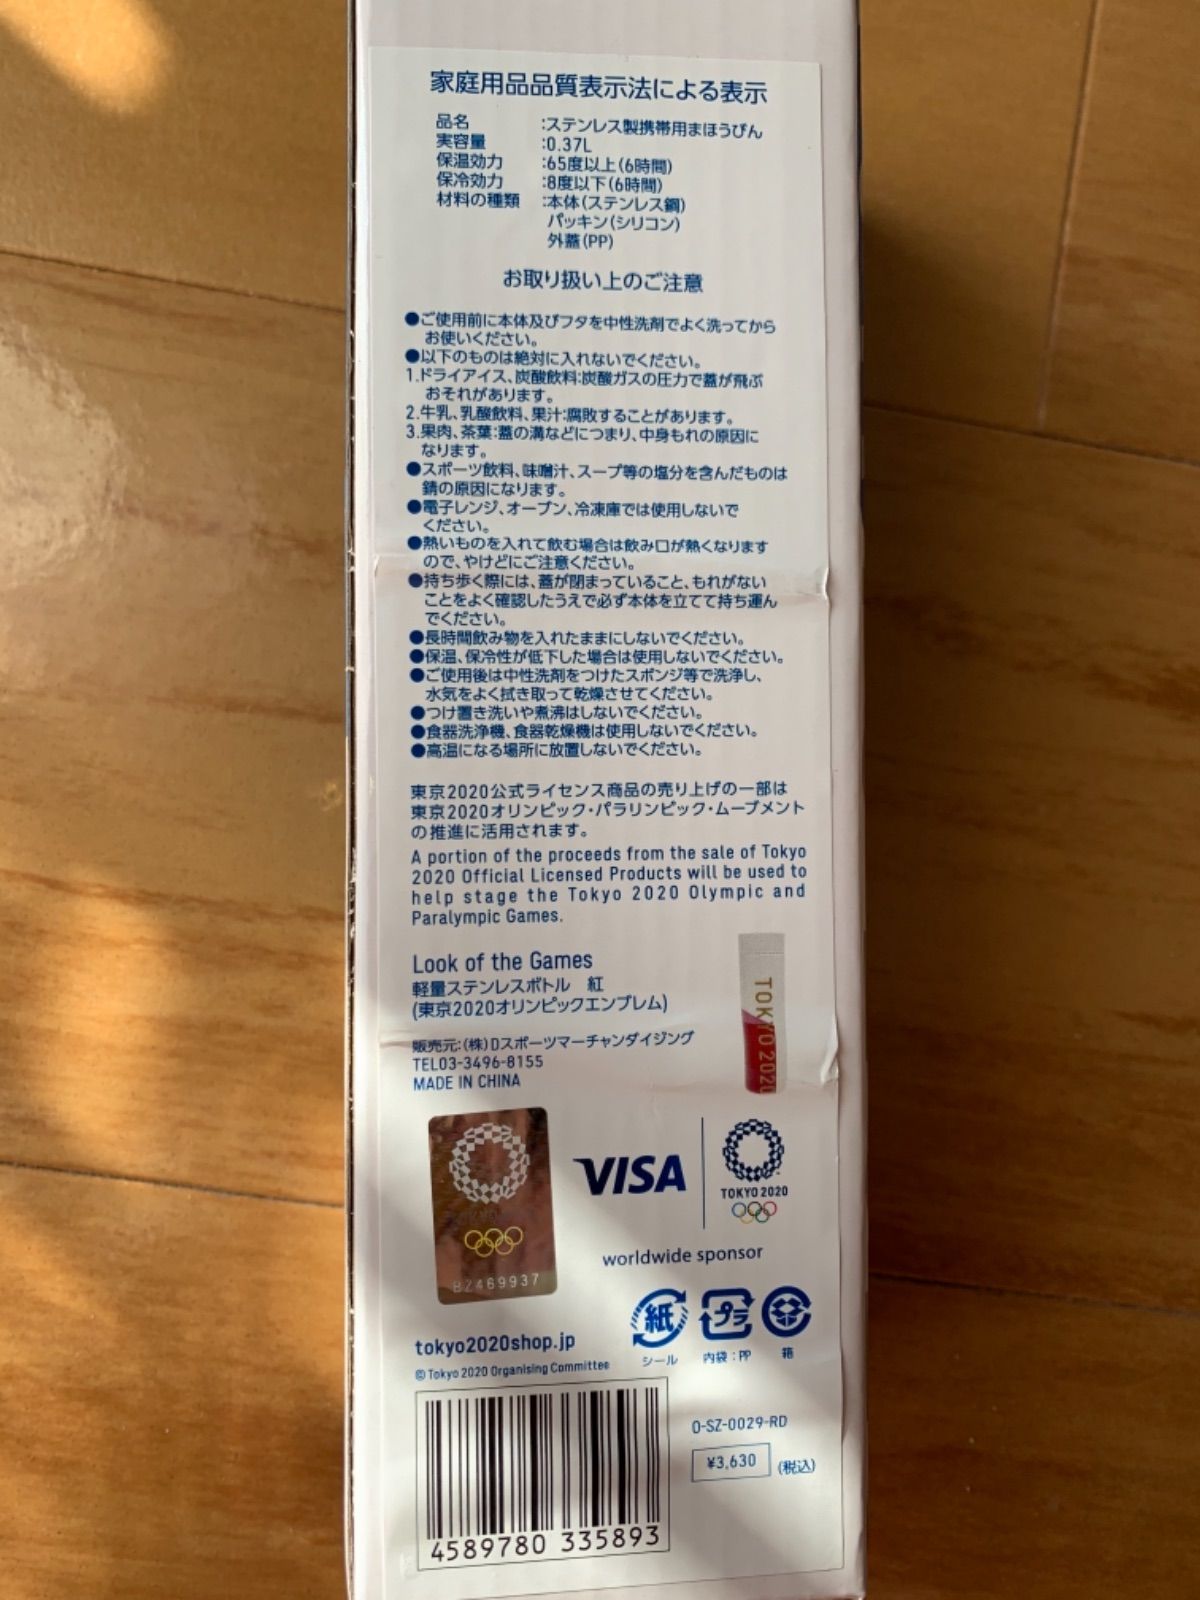 家庭用品品質表示法による表示
品名 :ステンレス製携帯用まほうびん
実容量 :0.37L
保温効力 :65度以上(6時間)
保冷効力 :8度以下(6時間)
材料の種類 :本体(ステンレス鋼)
パッキン(シリコン)
外蓋(PP)
お取り扱い上のご注意
●ご使用前に本体及びフタを中性洗剤でよく洗ってから
お使いください。
●以下のものは絶対に入れないでください。
1.ドライアイス、炭酸飲料:炭酸ガスの圧力で蓋が飛ぶ
おそれがあります。
2.牛乳、乳酸飲料、果汁:腐敗することがあります。
3.果肉、茶葉:蓋の溝などにつまり、中身もれの原因に
なります。
●スポーツ飲料、味噌汁、スープ等の塩分を含んだものは
錆の原因になります。
●電子レンジ、オーブン、冷凍庫では使用しないで
ください。
●熱いものを入れて飲む場合は飲み口が熱くなります
ので、やけどにご注意ください。
●持ち歩く際には、蓋が閉まっていること、もれがない
ことをよく確認したうえで必ず本体を立てて持ち運ん
でください。
●長時間飲み物を入れたままにしないでください。
●保温、保冷性が低下した場合は使用しないでください。
●ご使用後は中性洗剤をつけたスポンジ等で洗浄し、
水気をよく拭き取って乾燥させてください。
●つけ置き洗いや煮沸はしないでください。
●食器洗浄機、食器乾燥機は使用しないでください。
●高温になる場所に放置しないでください。
東京2020公式ライセンス商品の売り上げの一部は
東京2020オリンピック・パラリンピック・ムーブメント
の推進に活用されます。
A portion of the proceeds from the sale of Tokyo
2020 Official Licensed Products will be used to
help stage the Tokyo 2020 Olympic and
Paralympic Games.
Look of the Games
軽量ステンレスボトル 紅
(東京2020オリンピックエンブレム)
TOKYO 2020
販売元:(株)Dスポーツマーチャンダイジング
TEL03-3496-8155
MADE IN CHINA
VISA
TOKYO 2020
worldwide sponsor
BZ469937
紙
プラ
シール
内袋:PP
箱
tokyo2020shop.jp
© Tokyo 2020 Organising Committee
0-SZ-0029-RD
¥3,630 (税込)
4589780 335893